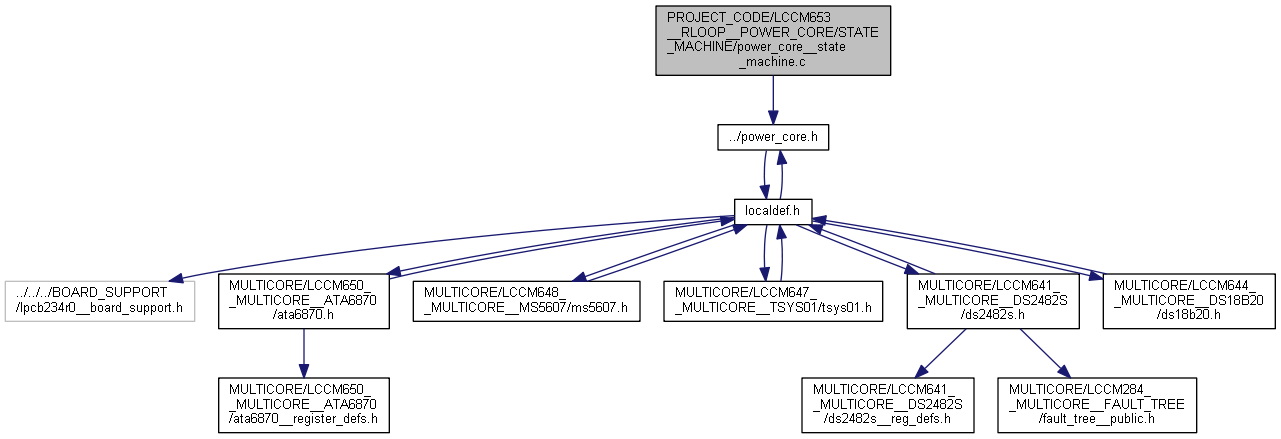 PROJECT_CODE/LCCM653
__RLOOP__POWER_CORE/STATE
_MACHINE/power_core__state
_machine.c
../power_core.h
localdef.h
../../../BOARD_SUPPORT
/lpcb234r0__board_support.h
MULTICORE/LCCM650_
_MULTICORE__ATA6870
/ata6870.h
MULTICORE/LCCM648_
_MULTICORE__MS5607/ms5607.h
MULTICORE/LCCM647_
_MULTICORE__TSYS01/tsys01.h
MULTICORE/LCCM641_
_MULTICORE__DS2482S
/ds2482s.h
MULTICORE/LCCM644_
_MULTICORE__DS18B20
/ds18b20.h
MULTICORE/LCCM650_
_MULTICORE__ATA6870
/ata6870__register_defs.h
MULTICORE/LCCM641_
_MULTICORE__DS2482S
/ds2482s__reg_defs.h
MULTICORE/LCCM284_
_MULTICORE__FAULT_TREE
/fault_tree__public.h